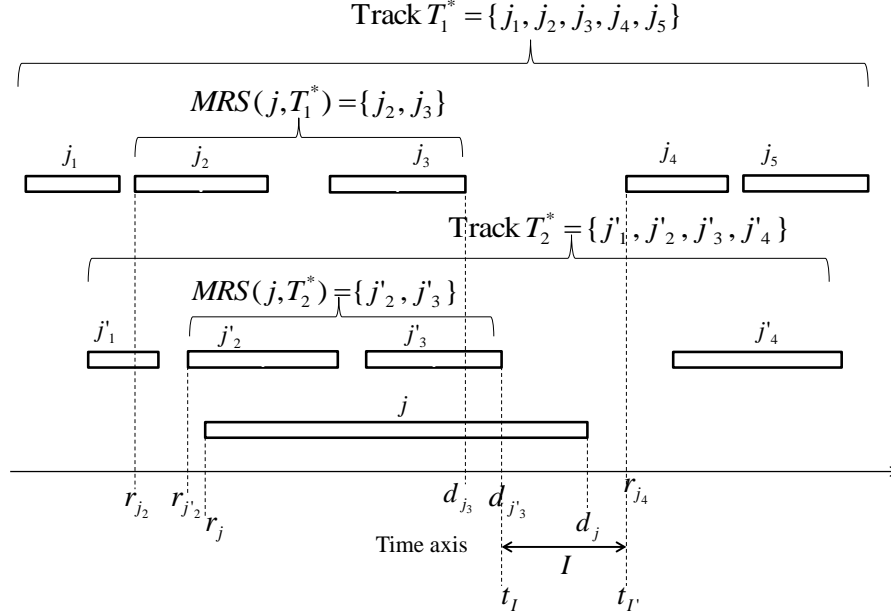 Track T₁* = {j₁, j₂, j₃, j₄, j₅}
MRS(j,T₁*) = {j₂, j₃}
j₁ j₂ j₃ j₄ j₅
Track T₂* = {j'₁, j'₂, j'₃, j'₄}
MRS(j,T₂*) = {j'₂, j'₃}
j'₁ j'₂ j'₃ j'₄
j
r_{j₂} r_{j'₂} r_j d_{j₃} d_{j'₃} d_j r_{j₄}
Time axis I
t_I t_{I'}